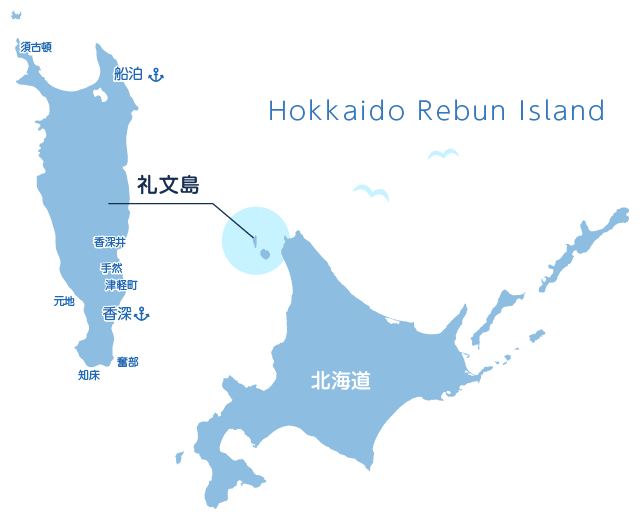 須古頓
船泊
Hokkaido Rebun Island
礼文島
香深井
手然
津軽町
元地
香深
奮部
知床
北海道